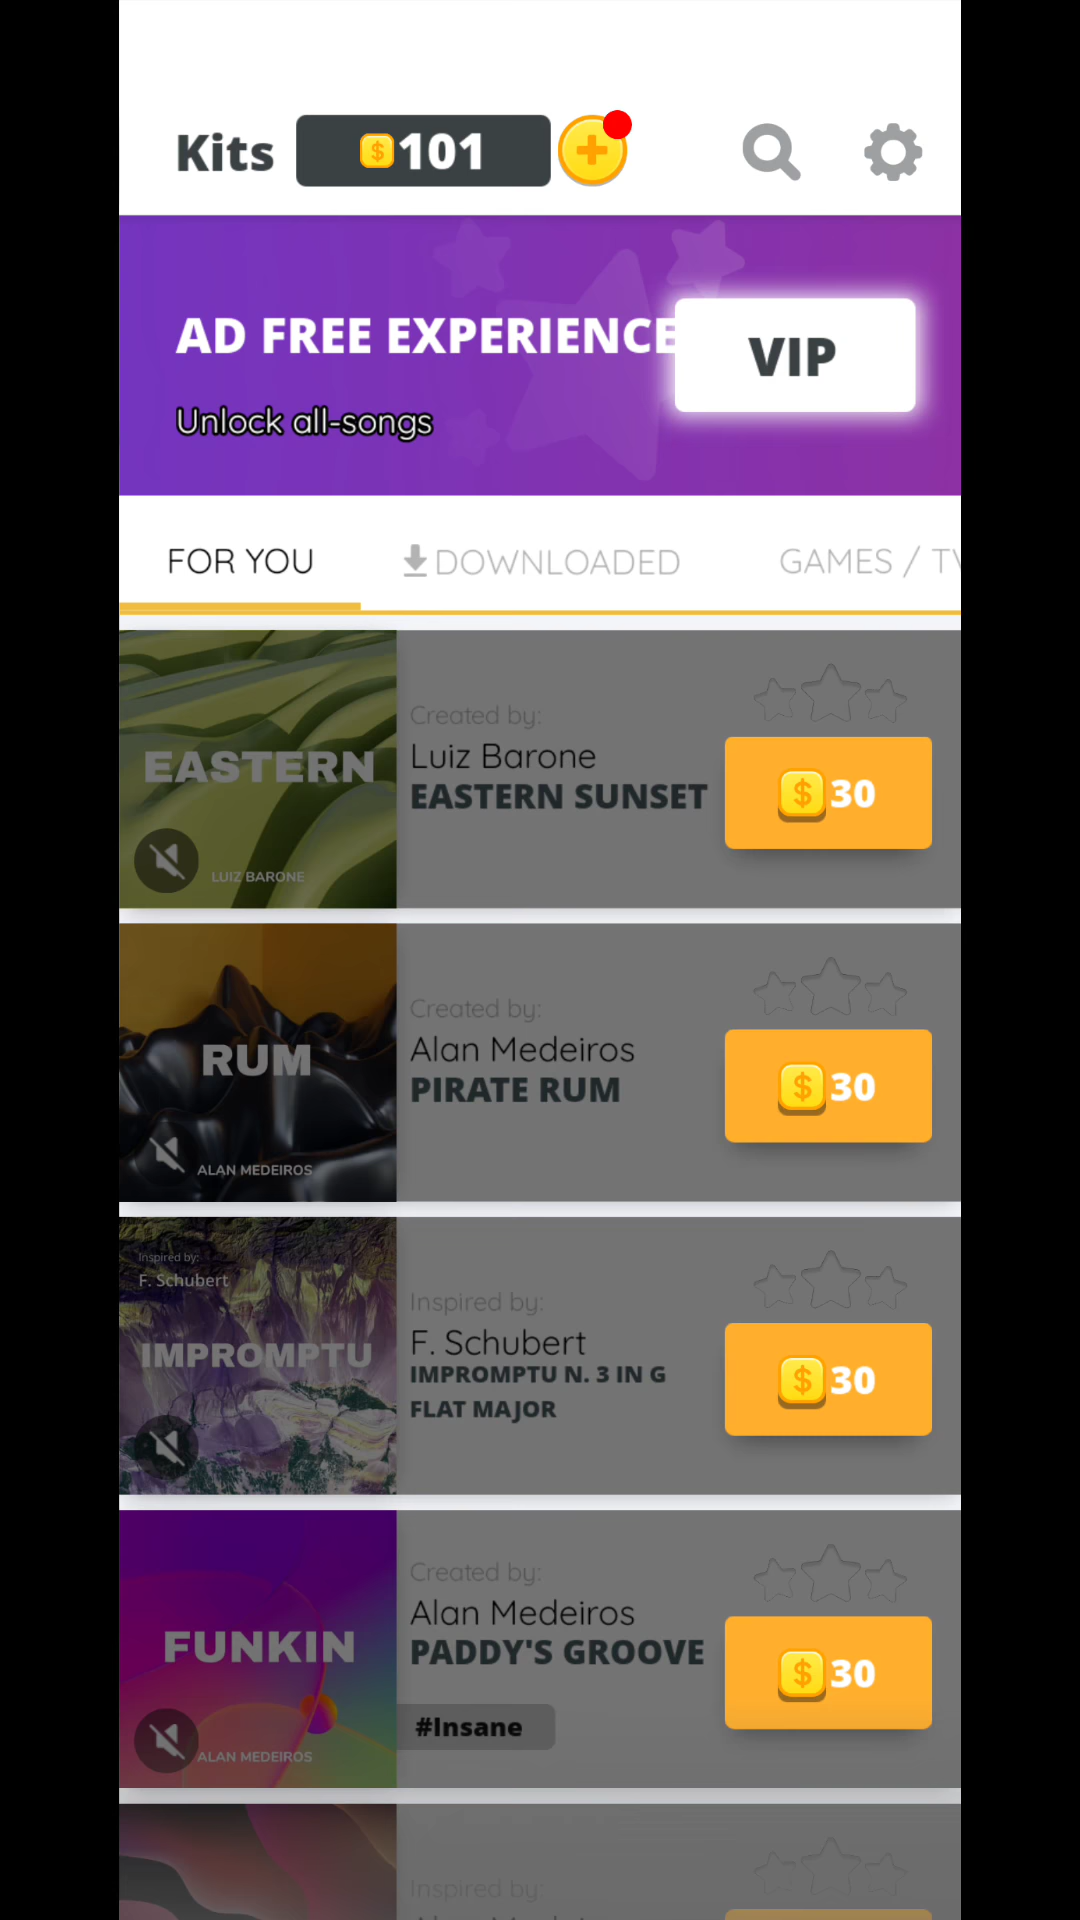 Kits
101
AD FREE EXPERIENCE
VIP
Unlock all-songs
FOR YOU
DOWNLOADED
GAMES / TV
EASTERN
LUIZ BARONE
Created by:
Luiz Barone
EASTERN SUNSET
30
RUM
ALAN MEDEIROS
Created by:
Alan Medeiros
PIRATE RUM
30
Inspired by:
F. Schubert
IMPROMPTU
Inspired by:
F. Schubert
IMPROMPTU N. 3 IN G
FLAT MAJOR
30
FUNKIN
ALAN MEDEIROS
Created by:
Alan Medeiros
PADDY'S GROOVE
#Insane
30
Inspired by: